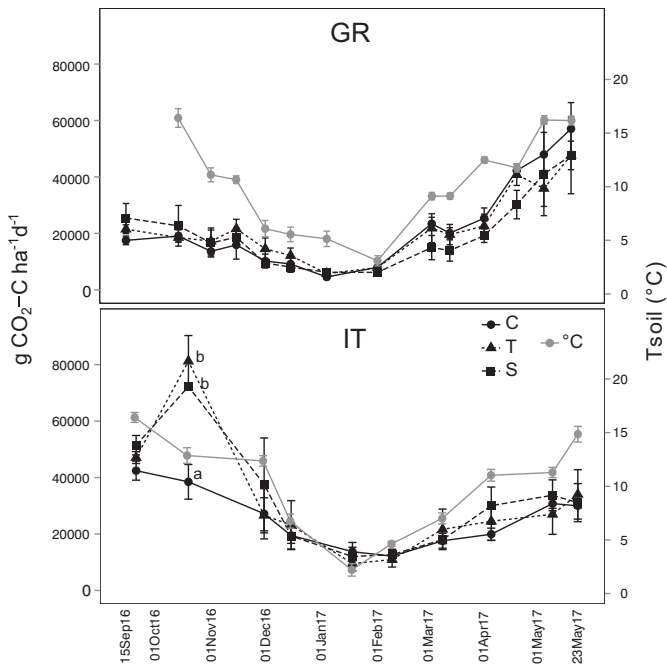 GR
80000
60000
40000
20000
0
20
15
10
5
0
g CO₂–C ha⁻¹d⁻¹
Tsoil (°C)
IT
C
T
S
°C
80000
60000
40000
20000
0
20
15
10
5
0
b
b
a
15Sep16
01Oct16
01Nov16
01Dec16
01Jan17
01Feb17
01Mar17
01Apr17
01May17
23May17